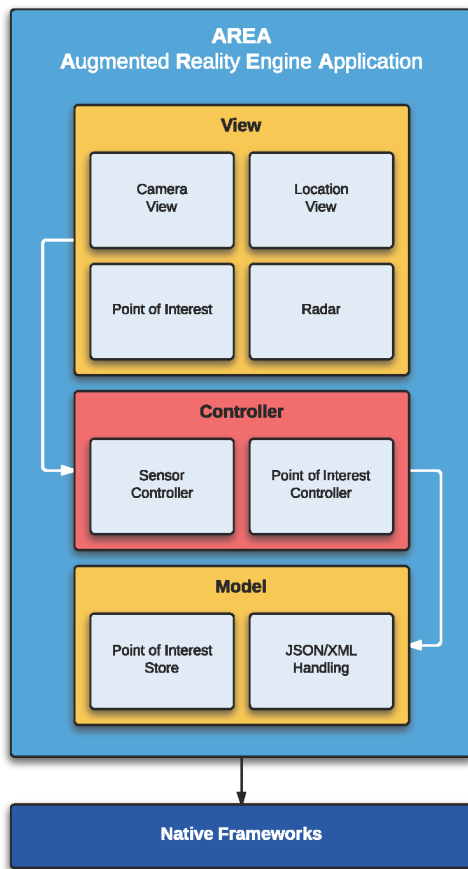 AREA
Augmented Reality Engine Application
View
Camera
View
Location
View
Point of Interest
Radar
Controller
Sensor
Controller
Point of Interest
Controller
Model
Point of Interest
Store
JSON/XML
Handling
Native Frameworks